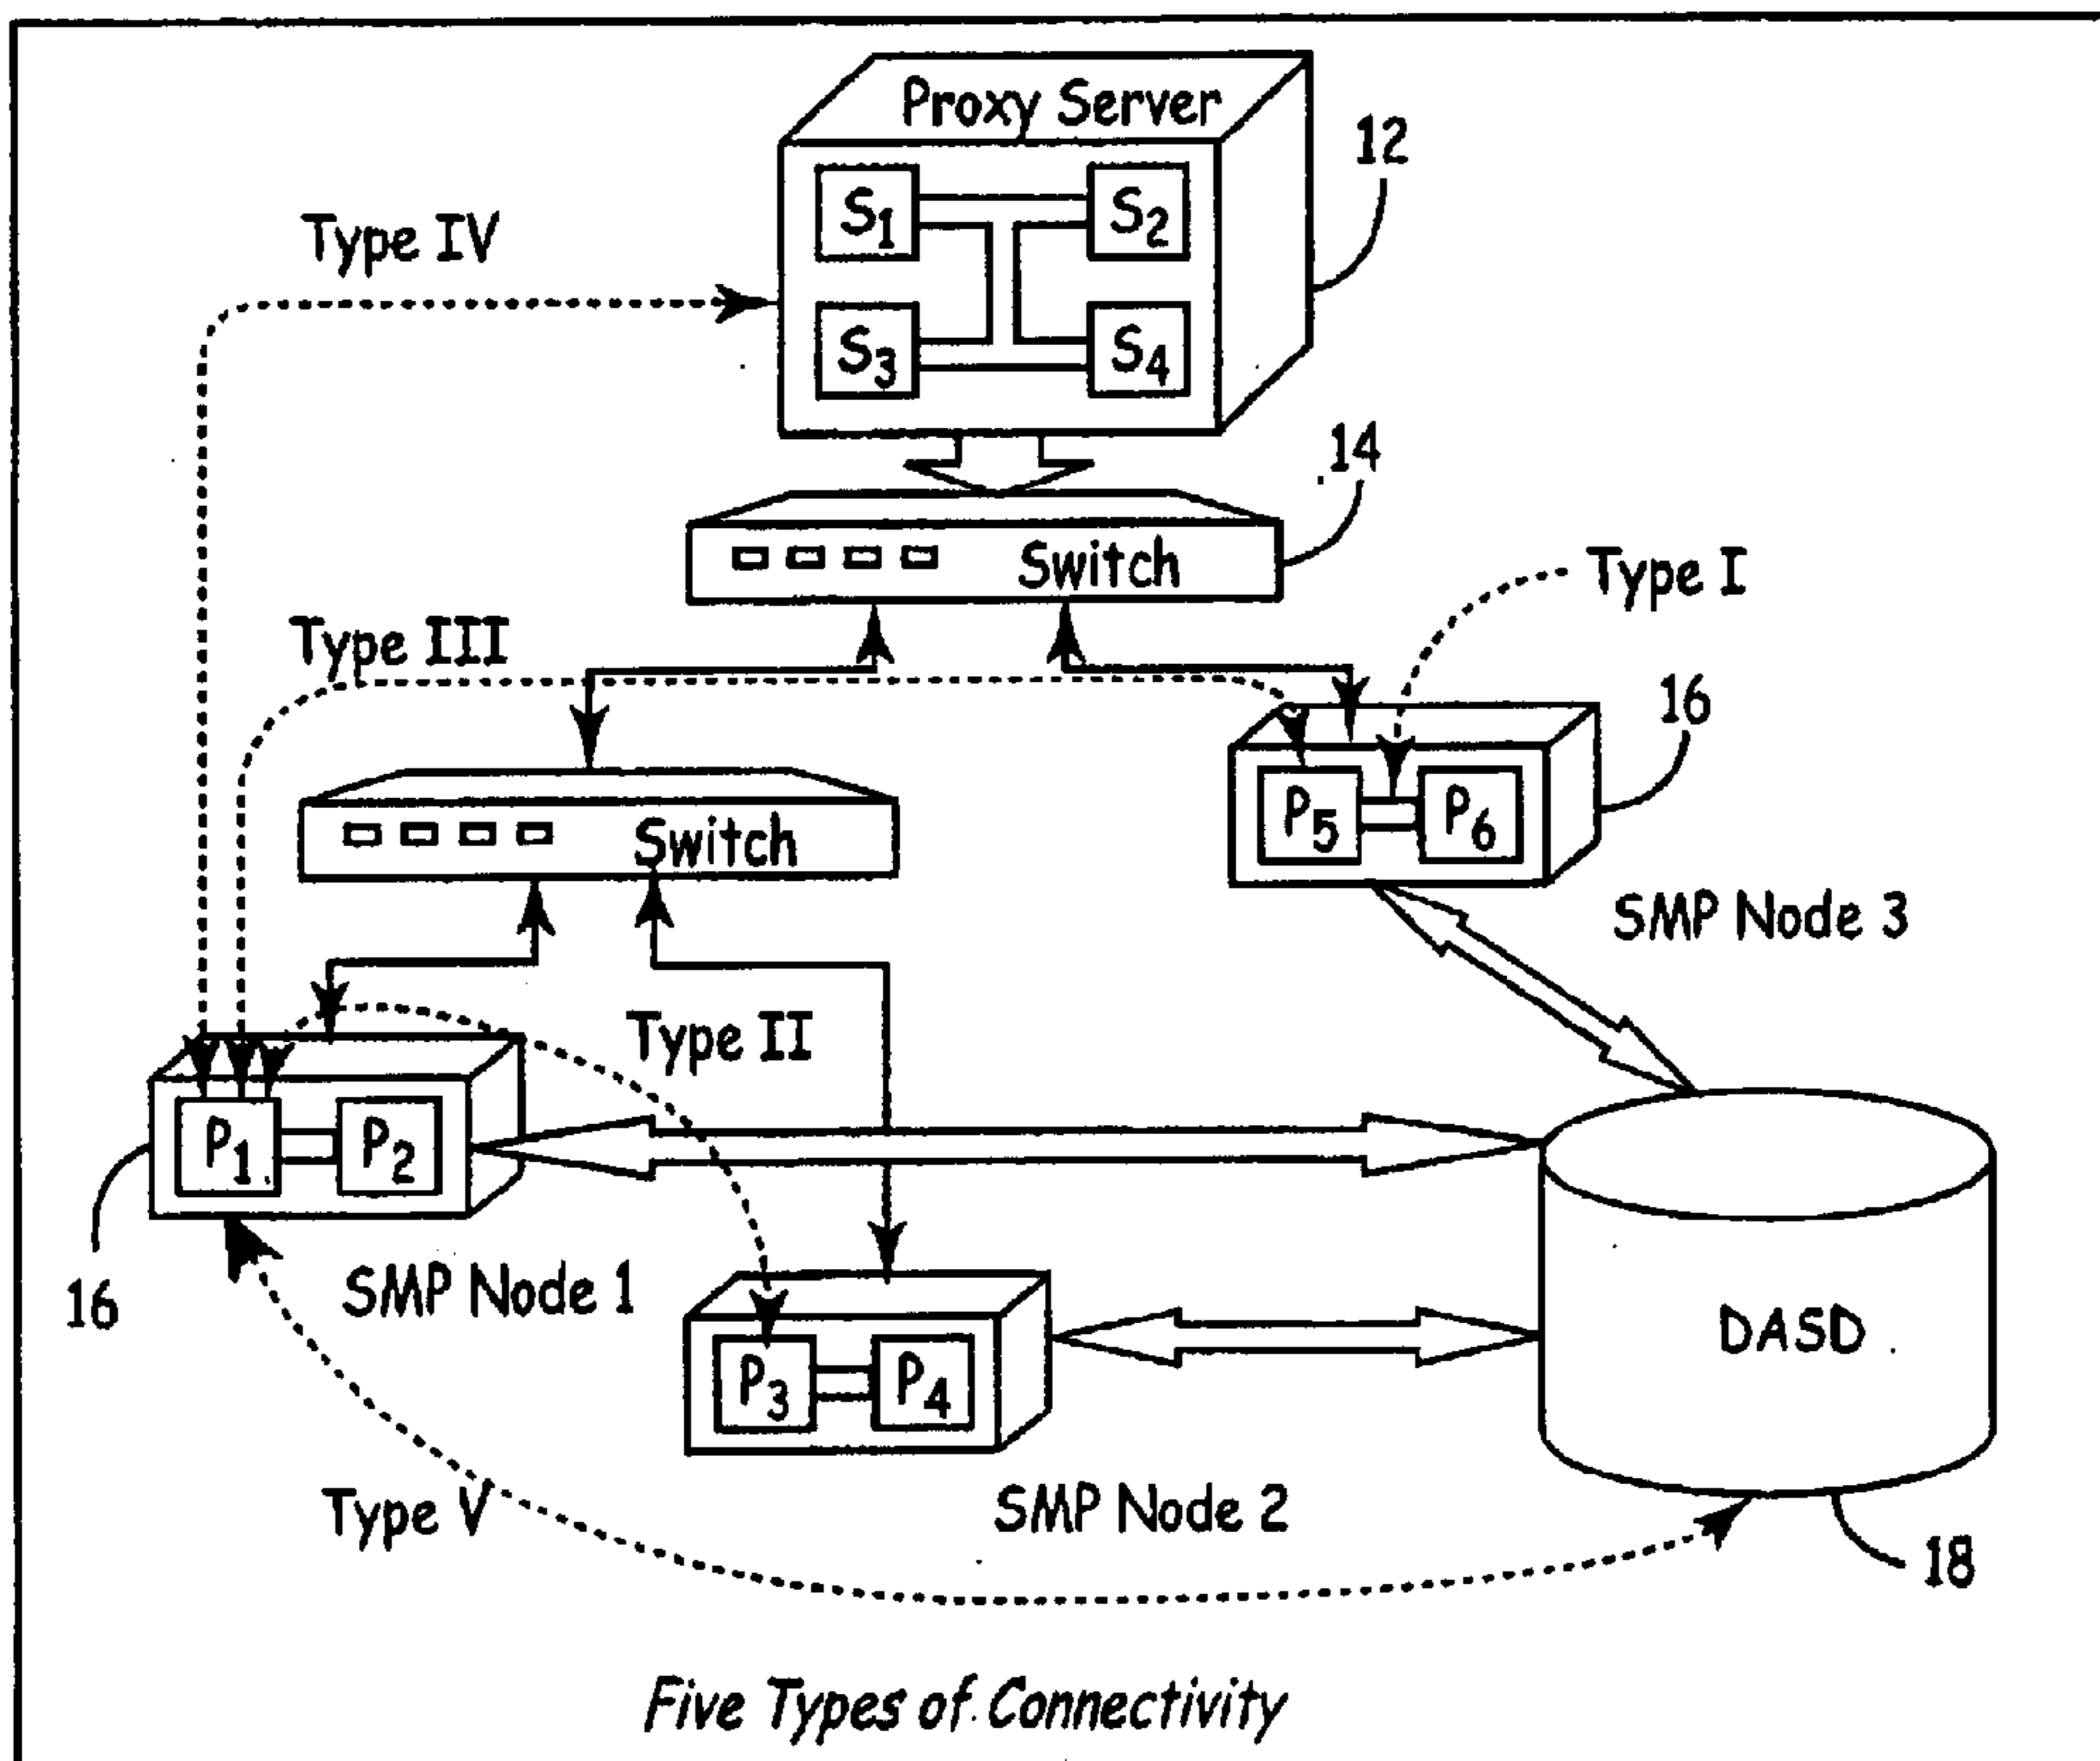 Proxy Server
12
S1
S2
Type IV
S3
S4
14
Switch
Type I
Type III
16
P5
P6
Switch
SMP Node 3
Type II
P1
P2
16
SMP Node 1
DASD
P3
P4
Type V
SMP Node 2
18
Five Types of Connectivity